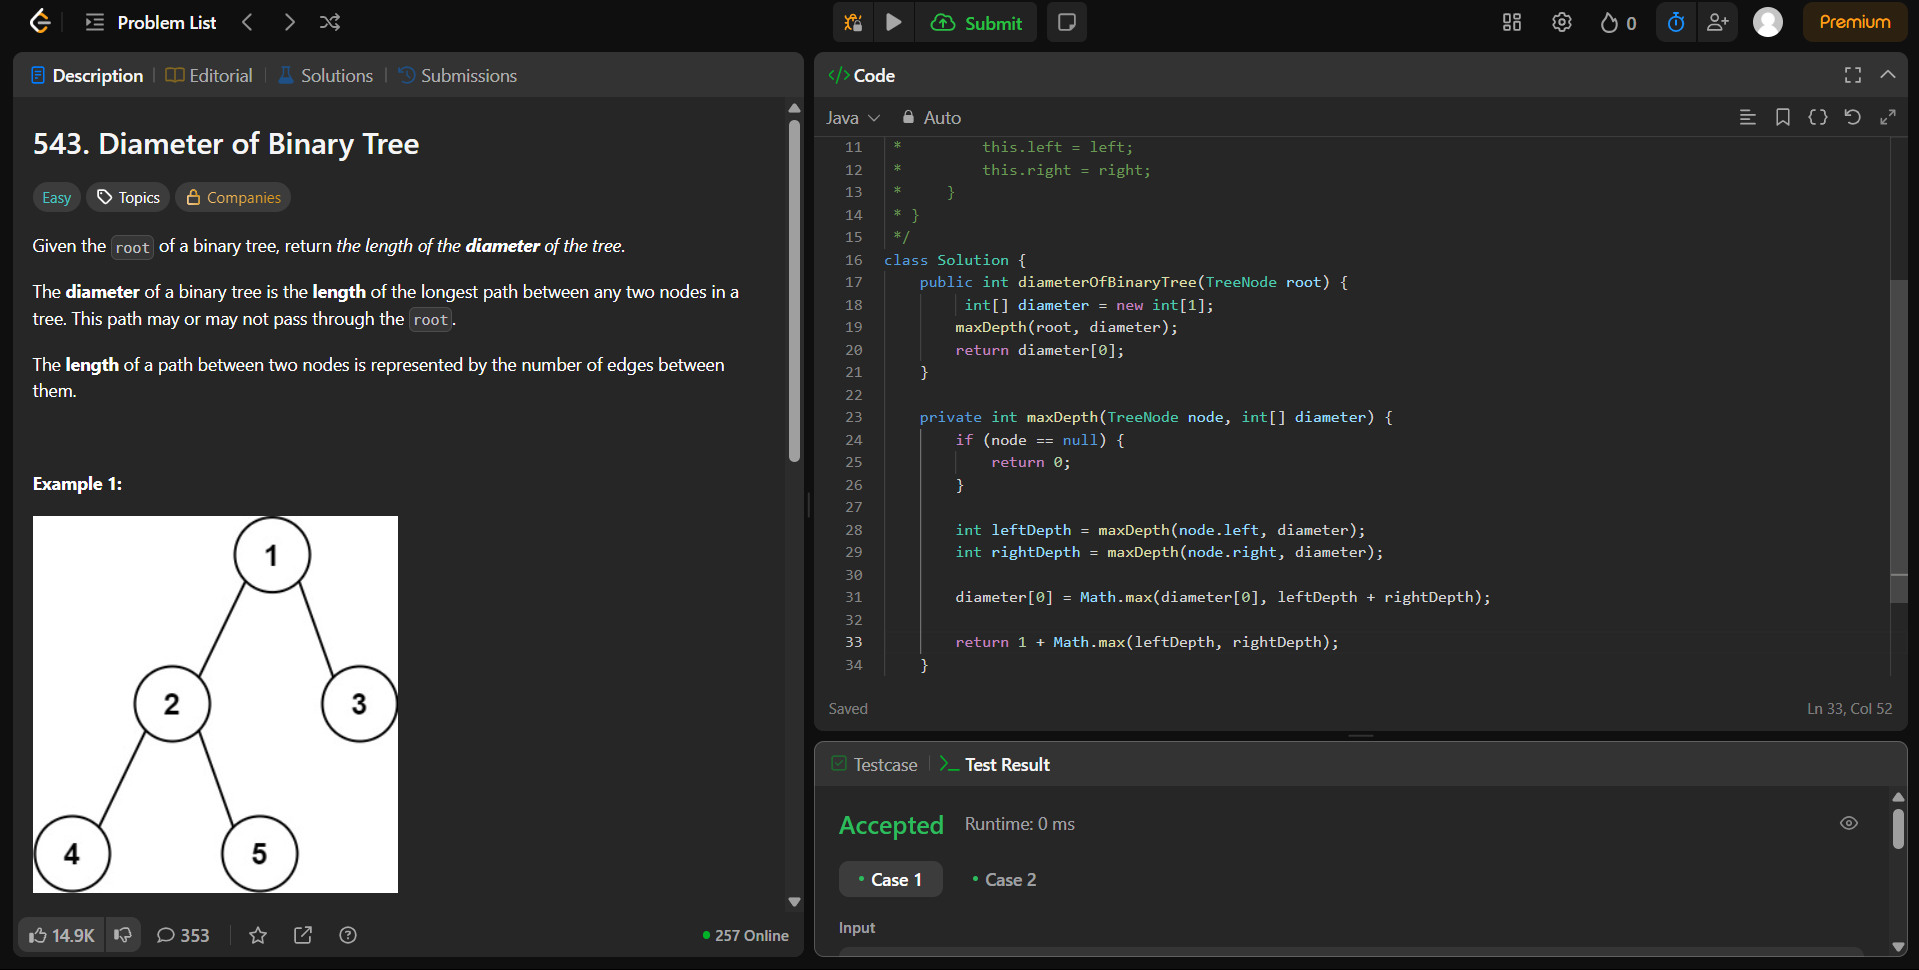 Problem List
Submit
0
Premium
Description
Editorial
Solutions
Submissions
543. Diameter of Binary Tree
Easy
Topics
Companies
Given the root of a binary tree, return the length of the diameter of the tree.
The diameter of a binary tree is the length of the longest path between any two nodes in a
tree. This path may or may not pass through the root.
The length of a path between two nodes is represented by the number of edges between
them.
Example 1:
1
2
3
4
5
14.9K
353
257 Online
</> Code
Java
Auto
11 *         this.left = left;
12 *         this.right = right;
13 *     }
14 * }
15 */
16 class Solution {
17     public int diameterOfBinaryTree(TreeNode root) {
18          int[] diameter = new int[1];
19         maxDepth(root, diameter);
20         return diameter[0];
21     }
22
23     private int maxDepth(TreeNode node, int[] diameter) {
24         if (node == null) {
25             return 0;
26         }
27
28         int leftDepth = maxDepth(node.left, diameter);
29         int rightDepth = maxDepth(node.right, diameter);
30
31         diameter[0] = Math.max(diameter[0], leftDepth + rightDepth);
32
33         return 1 + Math.max(leftDepth, rightDepth);
34     }
Saved
Ln 33, Col 52
Testcase
Test Result
Accepted
Runtime: 0 ms
Case 1
Case 2
Input